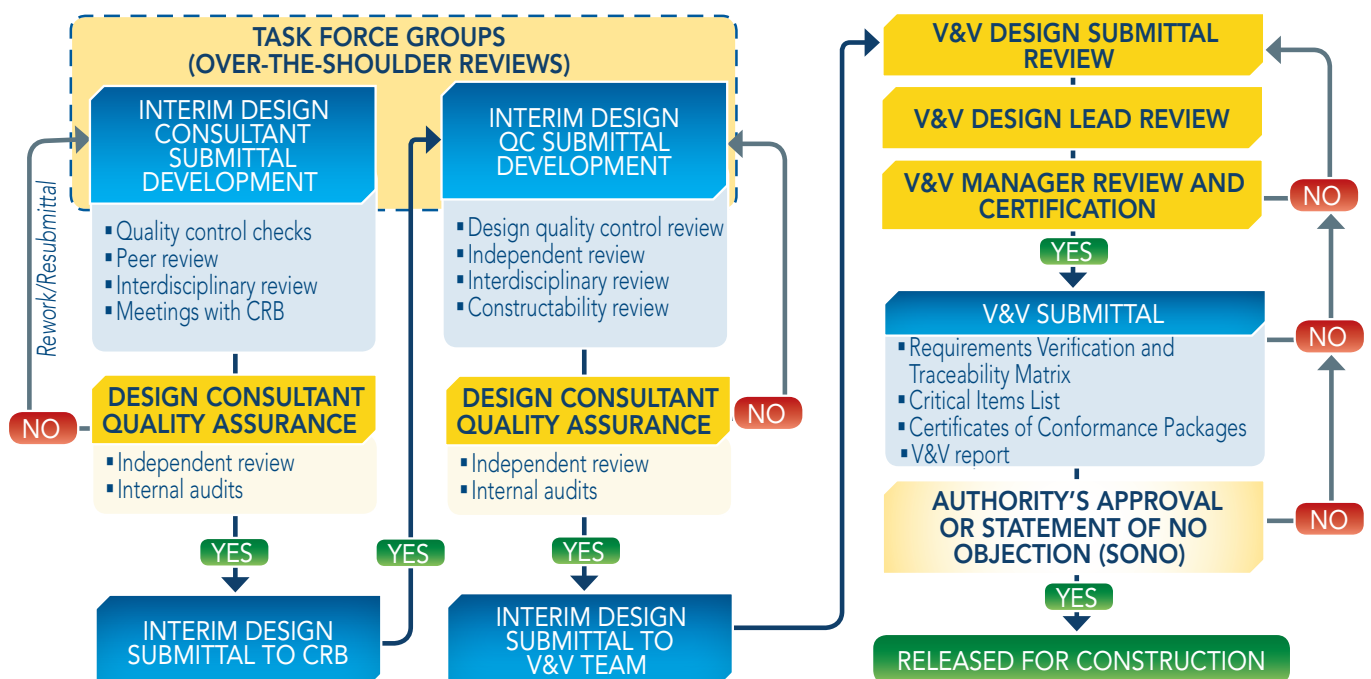 TASK FORCE GROUPS
(OVER-THE-SHOULDER REVIEWS)
INTERIM DESIGN
CONSULTANT
SUBMITTAL
DEVELOPMENT
▪ Quality control checks
▪ Peer review
▪ Interdisciplinary review
▪ Meetings with CRB
Rework/Resubmittal
NO
DESIGN CONSULTANT
QUALITY ASSURANCE
▪ Independent review
▪ Internal audits
YES
INTERIM DESIGN
SUBMITTAL TO CRB
YES
INTERIM DESIGN
QC SUBMITTAL
DEVELOPMENT
▪ Design quality control review
▪ Independent review
▪ Interdisciplinary review
▪ Constructability review
DESIGN CONSULTANT
QUALITY ASSURANCE
NO
▪ Independent review
▪ Internal audits
YES
INTERIM DESIGN
SUBMITTAL TO
V&V TEAM
V&V DESIGN SUBMITTAL
REVIEW
V&V DESIGN LEAD REVIEW
V&V MANAGER REVIEW AND
CERTIFICATION
NO
YES
V&V SUBMITTAL
NO
▪ Requirements Verification and
Traceability Matrix
▪ Critical Items List
▪ Certificates of Conformance Packages
▪ V&V report
AUTHORITY'S APPROVAL
OR STATEMENT OF NO
OBJECTION (SONO)
NO
YES
RELEASED FOR CONSTRUCTION